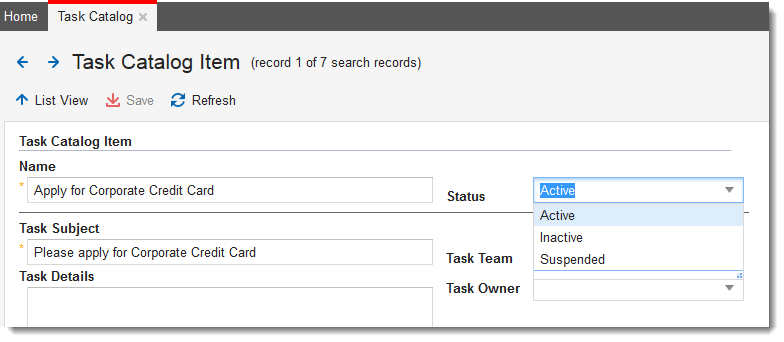 Home Task Catalog
Task Catalog Item (record 1 of 7 search records)
List View Save Refresh
Task Catalog Item
Name
* Apply for Corporate Credit Card
Status Active
Active
Inactive
Suspended
Task Subject
* Please apply for Corporate Credit Card
Task Team
Task Details
Task Owner